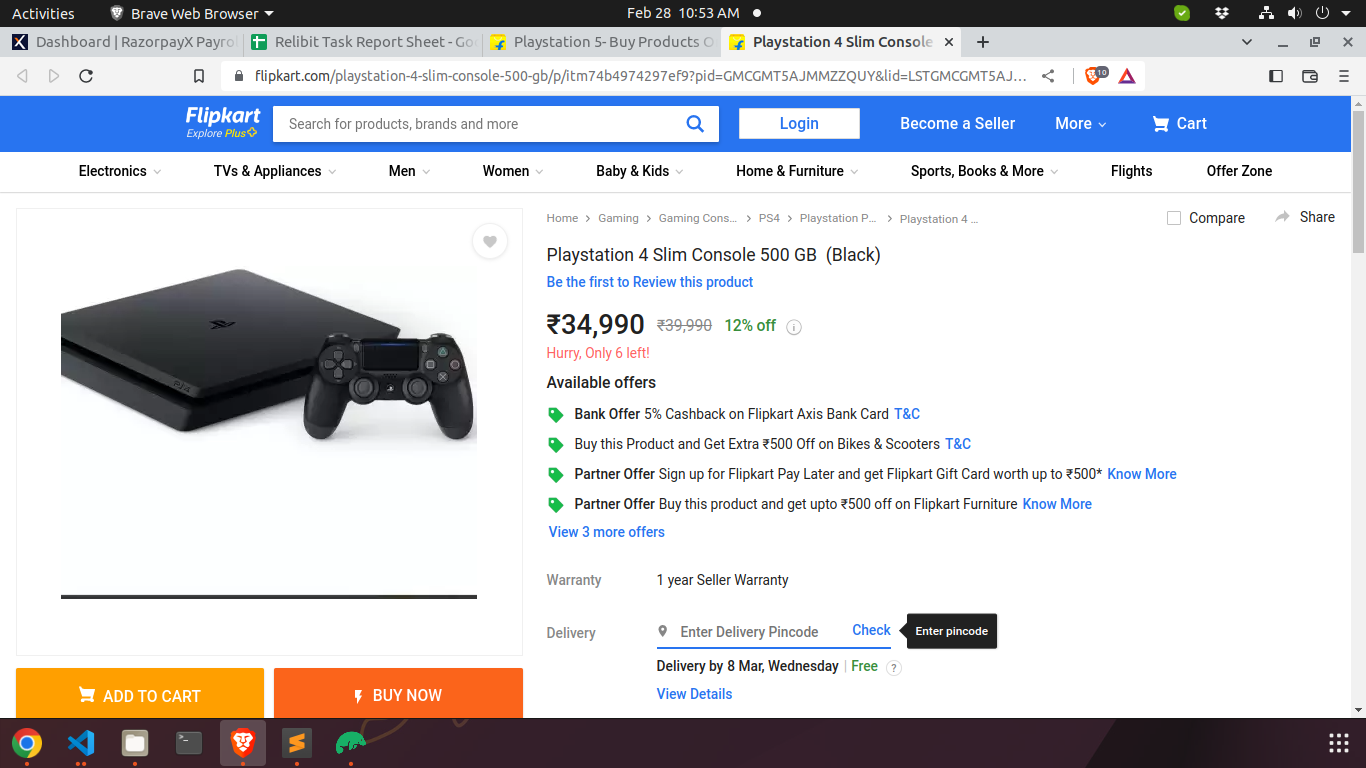 Activities Brave Web Browser Feb 28 10:53 AM
Dashboard | RazorpayX Payro Relibit Task Report Sheet - Goo Playstation 5- Buy Products O Playstation 4 Slim Console
flipkart.com/playstation-4-slim-console-500-gb/p/itm74b4974297ef9?pid=GMCGMT5AJMMZZQUY&lid=LSTGMCGMT5AJ... 10
Flipkart
Explore Plus
Search for products, brands and more
Login
Become a Seller
More
Cart
Electronics TVs & Appliances Men Women Baby & Kids Home & Furniture Sports, Books & More Flights Offer Zone
Home Gaming Gaming Cons... PS4 Playstation P... Playstation 4 ... Compare Share
Playstation 4 Slim Console 500 GB (Black)
Be the first to Review this product
₹34,990 ₹39,990 12% off
Hurry, Only 6 left!
Available offers
Bank Offer 5% Cashback on Flipkart Axis Bank Card T&C
Buy this Product and Get Extra ₹500 Off on Bikes & Scooters T&C
Partner Offer Sign up for Flipkart Pay Later and get Flipkart Gift Card worth up to ₹500* Know More
Partner Offer Buy this product and get upto ₹500 off on Flipkart Furniture Know More
View 3 more offers
Warranty 1 year Seller Warranty
Delivery Enter Delivery Pincode Check Enter pincode
Delivery by 8 Mar, Wednesday | Free ?
View Details
PS4
ADD TO CART BUY NOW